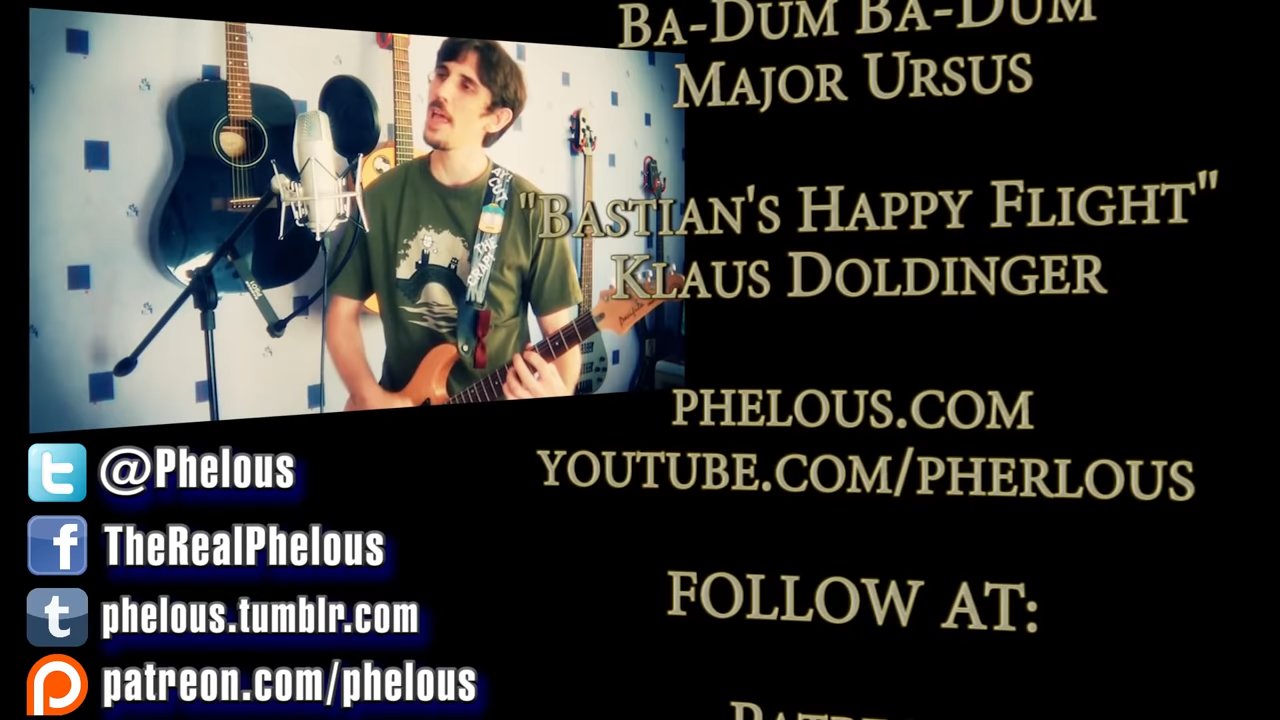 Ba-Dum Ba-Dum
Major Ursus
"Bastian's Happy Flight"
Klaus Doldinger
PHELOUS.COM
YOUTUBE.COM/PHERLOUS
FOLLOW AT:
@Phelous
TheRealPhelous
phelous.tumblr.com
patreon.com/phelous